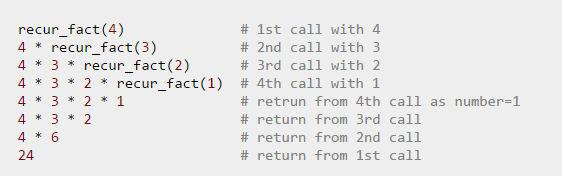 recur_fact(4)              # 1st call with 4
4 * recur_fact(3)          # 2nd call with 3
4 * 3 * recur_fact(2)      # 3rd call with 2
4 * 3 * 2 * recur_fact(1)  # 4th call with 1
4 * 3 * 2 * 1              # retrun from 4th call as number=1
4 * 3 * 2                  # return from 3rd call
4 * 6                      # return from 2nd call
24                         # return from 1st call